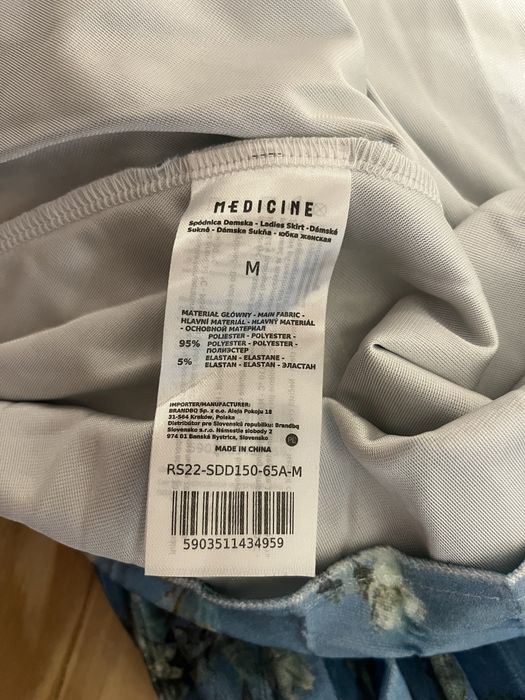 MEDICINE
Spódnica Damska - Ladies Skirt - Dámské
Sukně - Dámska Sukňa - юбка женская
M
MATERIAŁ GŁÓWNY - MAIN FABRIC -
HLAVNÍ MATERIÁL - HLAVNÝ MATERIÁL
- ОСНОВНОЙ МАТЕРИАЛ
95% POLIESTER - POLYESTER -
POLYESTER - POLYESTER -
ПОЛИЭСТЕР
5% ELASTAN - ELASTANE -
ELASTAN - ELASTAN - ЭЛАСТАН
IMPORTER/MANUFACTURER:
BRANDBQ Sp. z o.o. Aleja Pokoju 18
31-564 Kraków, Polska
Distribútor pre Slovenskú republiku: Brandbq
Slovensko s.r.o. Námestie slobody 2
974 01 Banská Bystrica, Slovensko
MADE IN CHINA
RS22-SDD150-65A-M
5903511434959